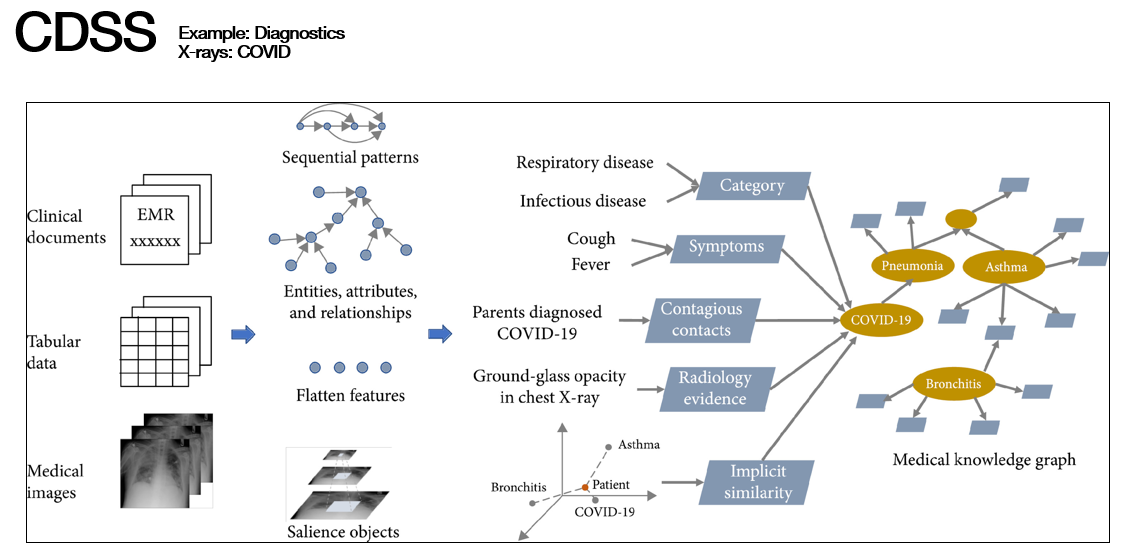 CDSS
Example: Diagnostics
X-rays: COVID
Clinical
documents
EMR
xxxxxx
Tabular
data
Medical
images
Sequential patterns
Entities, attributes,
and relationships
Flatten features
Salience objects
Respiratory disease
Infectious disease
Category
Cough
Fever
Symptoms
Parents diagnosed
COVID-19
Contagious
contacts
Ground-glass opacity
in chest X-ray
Radiology
evidence
Asthma
Bronchitis
Patient
COVID-19
Implicit
similarity
COVID-19
Pneumonia
Asthma
Bronchitis
Medical knowledge graph